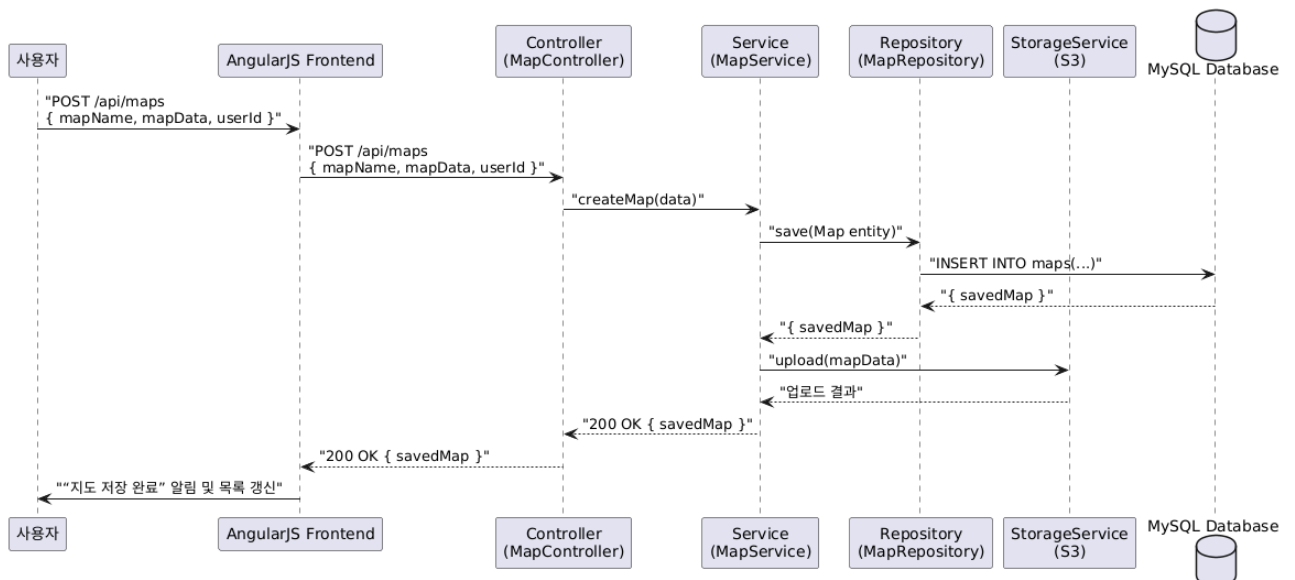 사용자
AngularJS Frontend
Controller
(MapController)
Service
(MapService)
Repository
(MapRepository)
StorageService
(S3)
MySQL Database
"POST /api/maps
{ mapName, mapData, userId }"
"POST /api/maps
{ mapName, mapData, userId }"
"createMap(data)"
"save(Map entity)"
"INSERT INTO maps(...)"
"{ savedMap }"
"{ savedMap }"
"upload(mapData)"
"업로드 결과"
"200 OK { savedMap }"
"200 OK { savedMap }"
"“지도 저장 완료” 알림 및 목록 갱신"
사용자
AngularJS Frontend
Controller
(MapController)
Service
(MapService)
Repository
(MapRepository)
StorageService
(S3)
MySQL Database